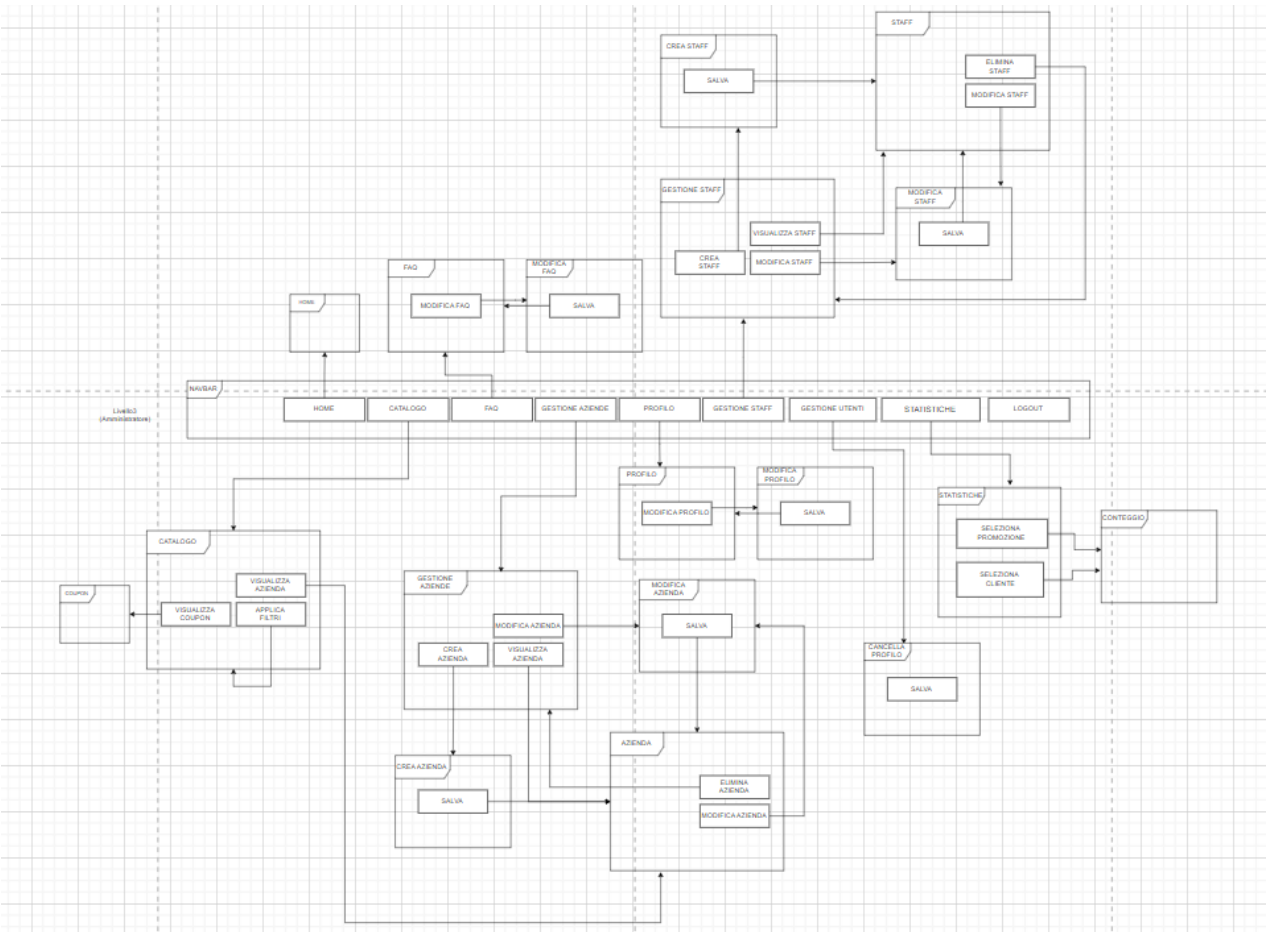 STAFF
CREA STAFF
ELIMINA
STAFF
SALVA
MODIFICA STAFF
GESTIONE STAFF
MODIFICA
STAFF
VISUALIZZA STAFF
SALVA
CREA
STAFF
MODIFICA STAFF
FAQ
MODIFICA
FAQ
HOME
MODIFICA FAQ
SALVA
NAVBAR
Livello3
(Amministratore)
HOME
CATALOGO
FAQ
GESTIONE AZIENDE
PROFILO
GESTIONE STAFF
GESTIONE UTENTI
STATISTICHE
LOGOUT
PROFILO
MODIFICA
PROFILO
MODIFICA PROFILO
SALVA
STATISTICHE
CONTEGGIO
SELEZIONA
PROMOZIONE
SELEZIONA
CLIENTE
CATALOGO
VISUALIZZA
AZIENDA
COUPON
VISUALIZZA
COUPON
APPLICA
FILTRI
GESTIONE
AZIENDE
MODIFICA
AZIENDA
MODIFICA AZIENDA
SALVA
CREA
AZIENDA
VISUALIZZA
AZIENDA
CANCELLA
PROFILO
SALVA
AZIENDA
CREA AZIENDA
ELIMINA
AZIENDA
SALVA
MODIFICA AZIENDA